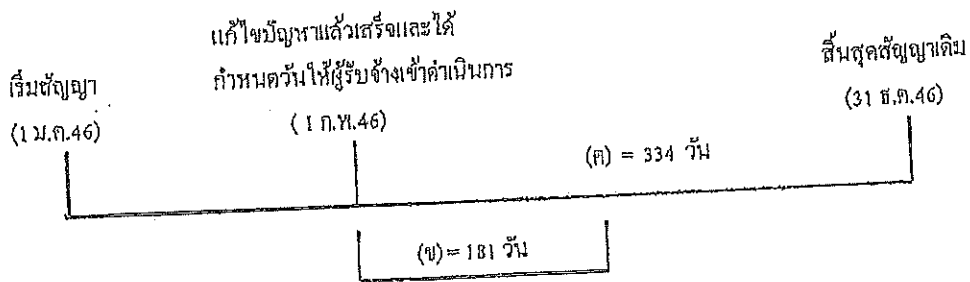 แก้ไขปัญหาแล้วเสร็จและได้
กำหนดวันให้ผู้รับจ้างเข้าดำเนินการ
(1 ก.พ.46)
เริ่มสัญญา
(1 ม.ค.46)
สิ้นสุดสัญญาเดิม
(31 ธ.ค.46)
(ค) = 334 วัน
(ข) = 181 วัน